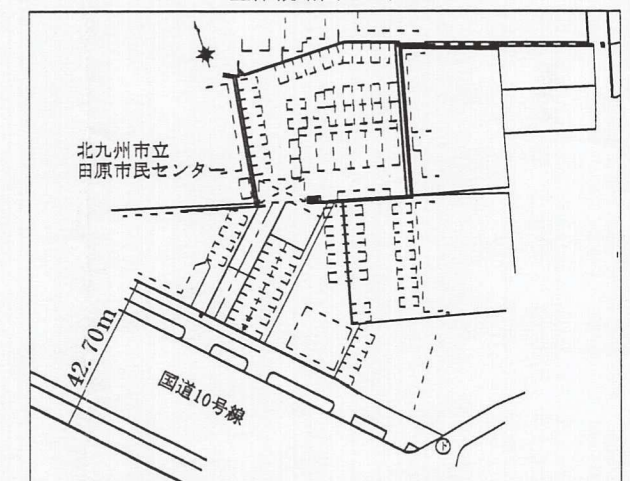 北九州市立
田原市民センター
42.70m
国道10号線
下